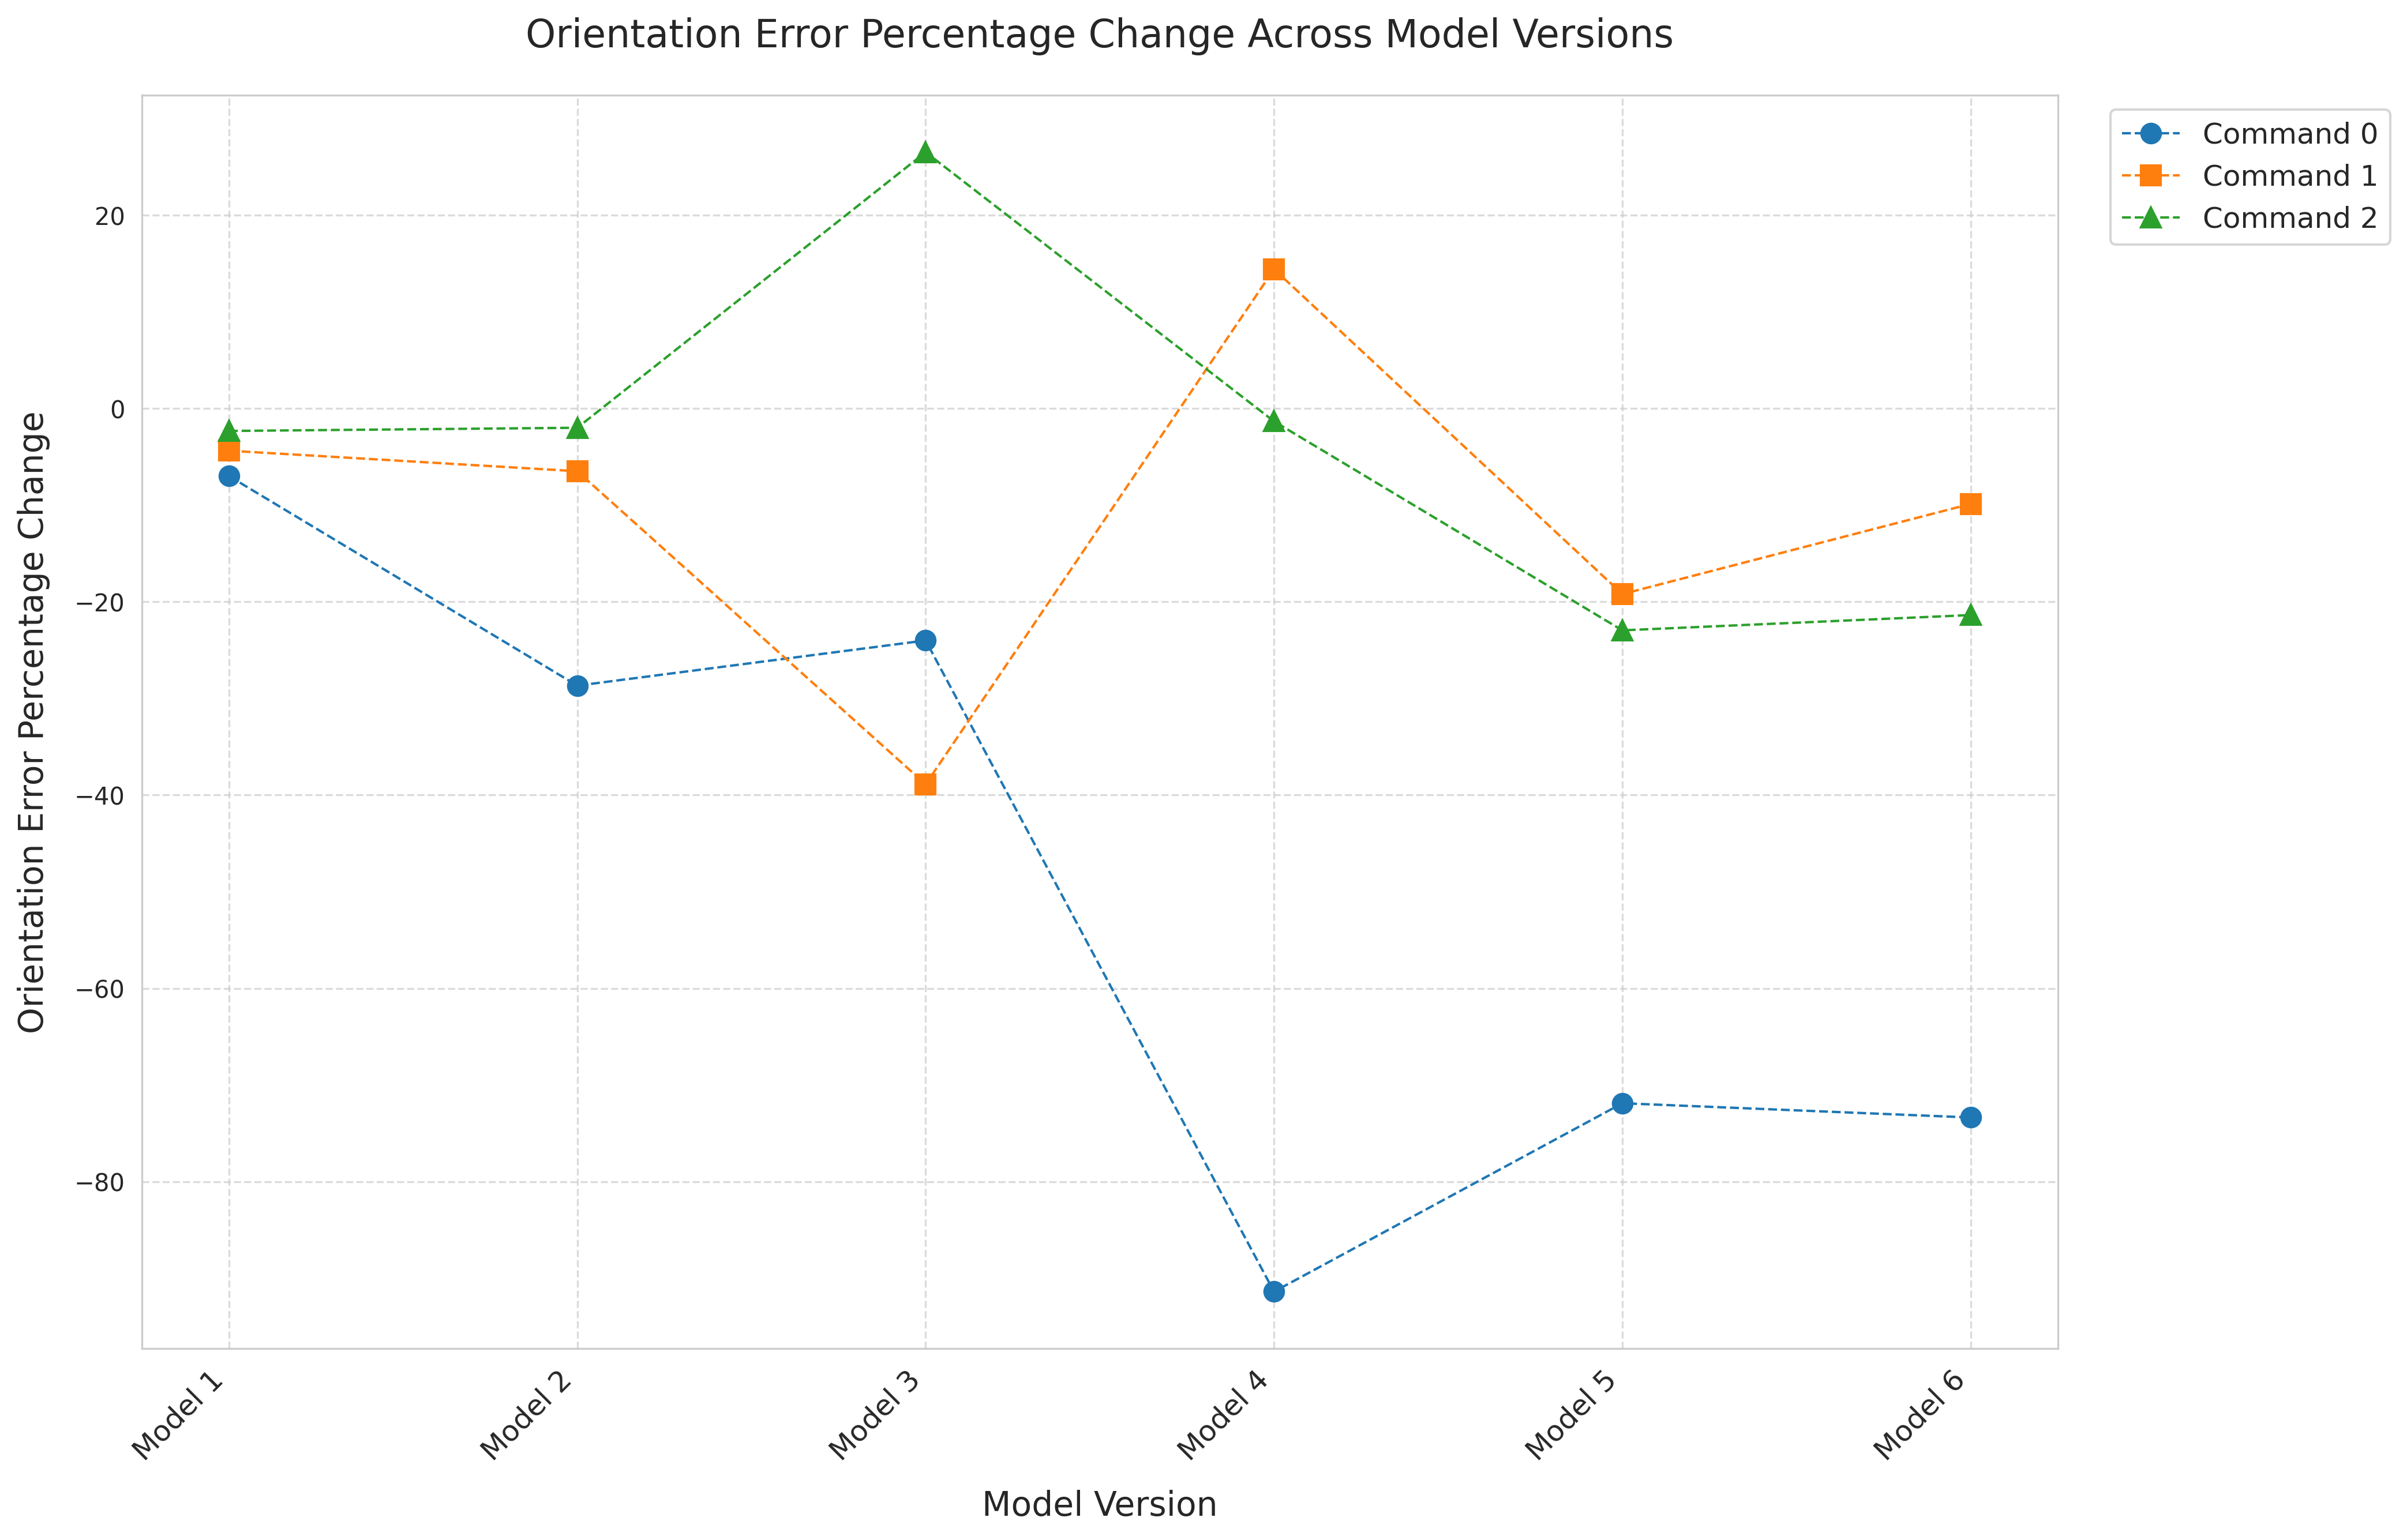 Orientation Error Percentage Change Across Model Versions
Command 0
Command 1
Command 2
Orientation Error Percentage Change
20
0
−20
−40
−60
−80
Model 1
Model 2
Model 3
Model 4
Model 5
Model 6
Model Version